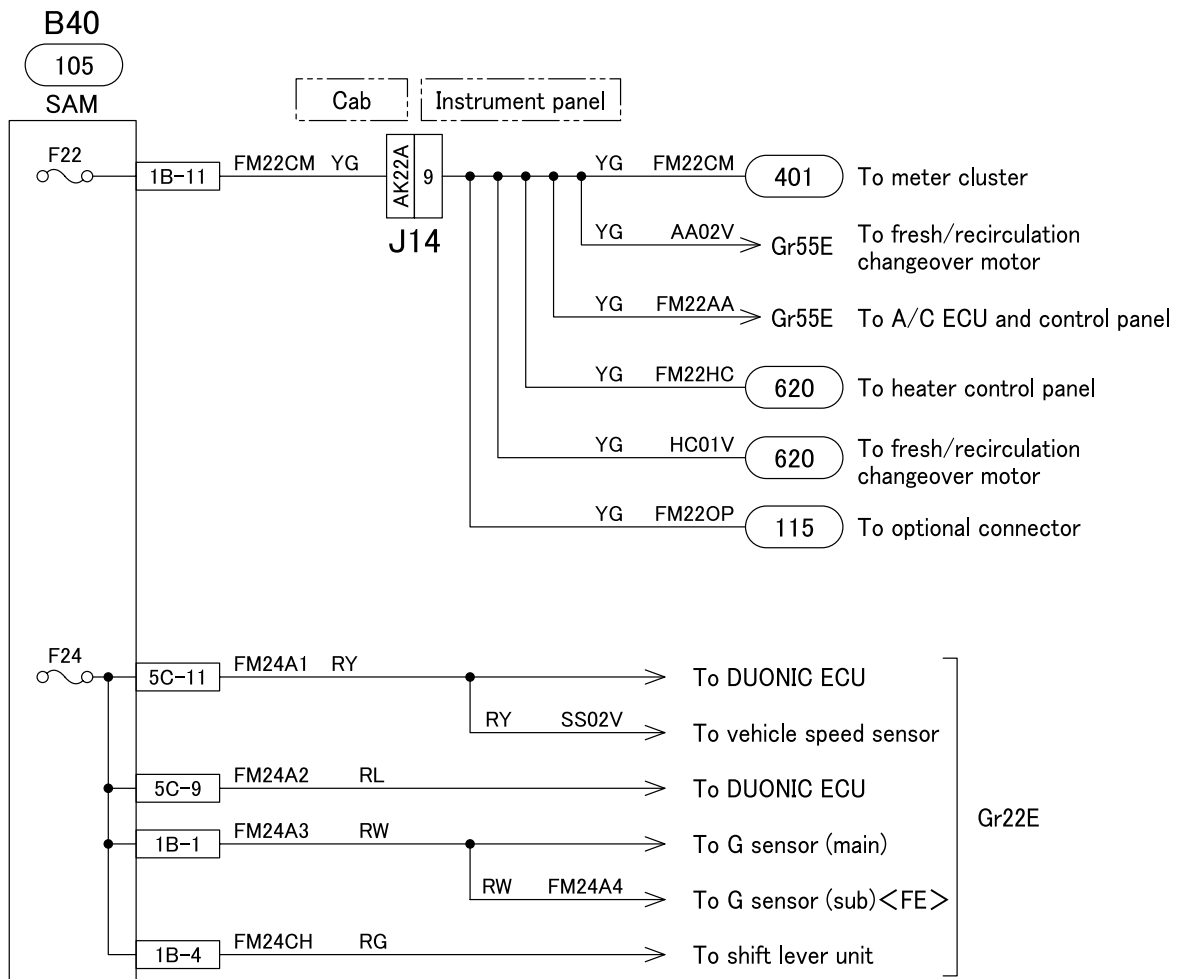 B40
105
SAM
Cab
Instrument panel
F22
1B-11
FM22CM YG
AK22A
9
J14
YG FM22CM
401
To meter cluster
YG AA02V
Gr55E
To fresh/recirculation
changeover motor
YG FM22AA
Gr55E
To A/C ECU and control panel
YG FM22HC
620
To heater control panel
YG HC01V
620
To fresh/recirculation
changeover motor
YG FM22OP
115
To optional connector
F24
5C-11
FM24A1 RY
To DUONIC ECU
RY SS02V
To vehicle speed sensor
5C-9
FM24A2 RL
To DUONIC ECU
Gr22E
1B-1
FM24A3 RW
To G sensor (main)
RW FM24A4
To G sensor (sub)<FE>
1B-4
FM24CH RG
To shift lever unit